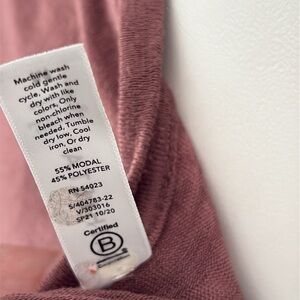 Machine wash
cold gentle
cycle, Wash and
dry with like
colors, Only
non-chlorine
bleach when
needed, Tumble
dry low, Cool
iron, Or dry
clean
55% MODAL
45% POLYESTER
RN 54023
S/404783-22
V/303016
SP21 10/20
Certified
B
Corporation